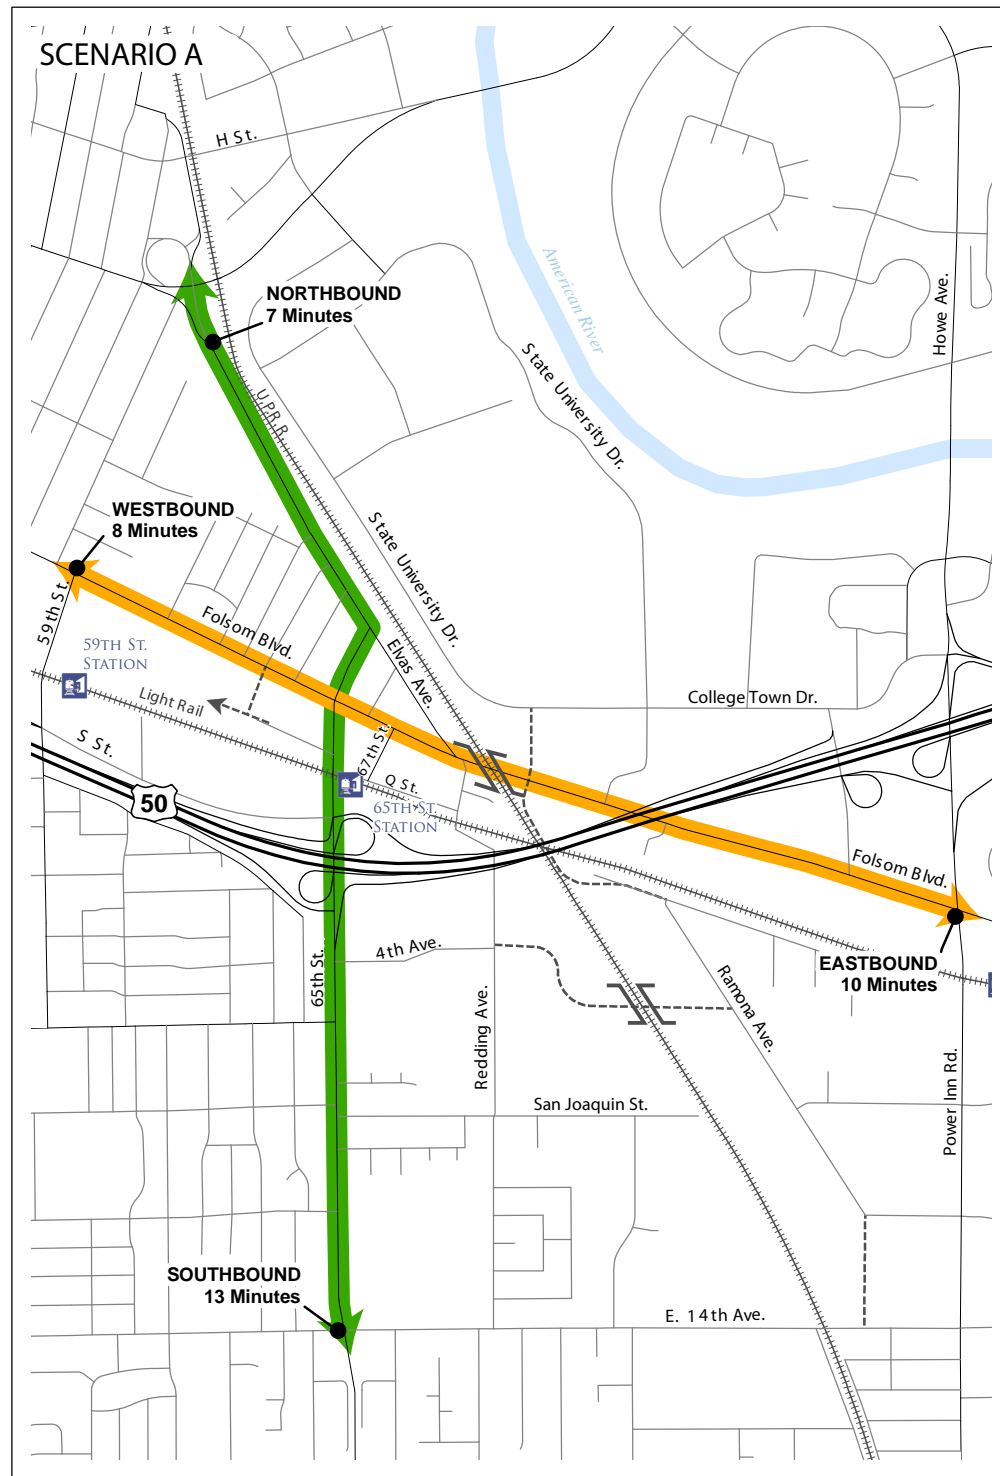 SCENARIO A
H St.
American River
Howe Ave.
NORTHBOUND
7 Minutes
State University Dr.
U.P.R.R.
WESTBOUND
8 Minutes
State University Dr.
59th St.
Folsom Blvd.
Elvas Ave.
59TH ST.
STATION
Light Rail
College Town Dr.
S St.
67th St.
Q St.
50
65TH ST.
STATION
Folsom Blvd.
4th Ave.
65th St.
EASTBOUND
10 Minutes
Ramona Ave.
Redding Ave.
Power Inn Rd.
San Joaquin St.
SOUTHBOUND
13 Minutes
E. 14th Ave.